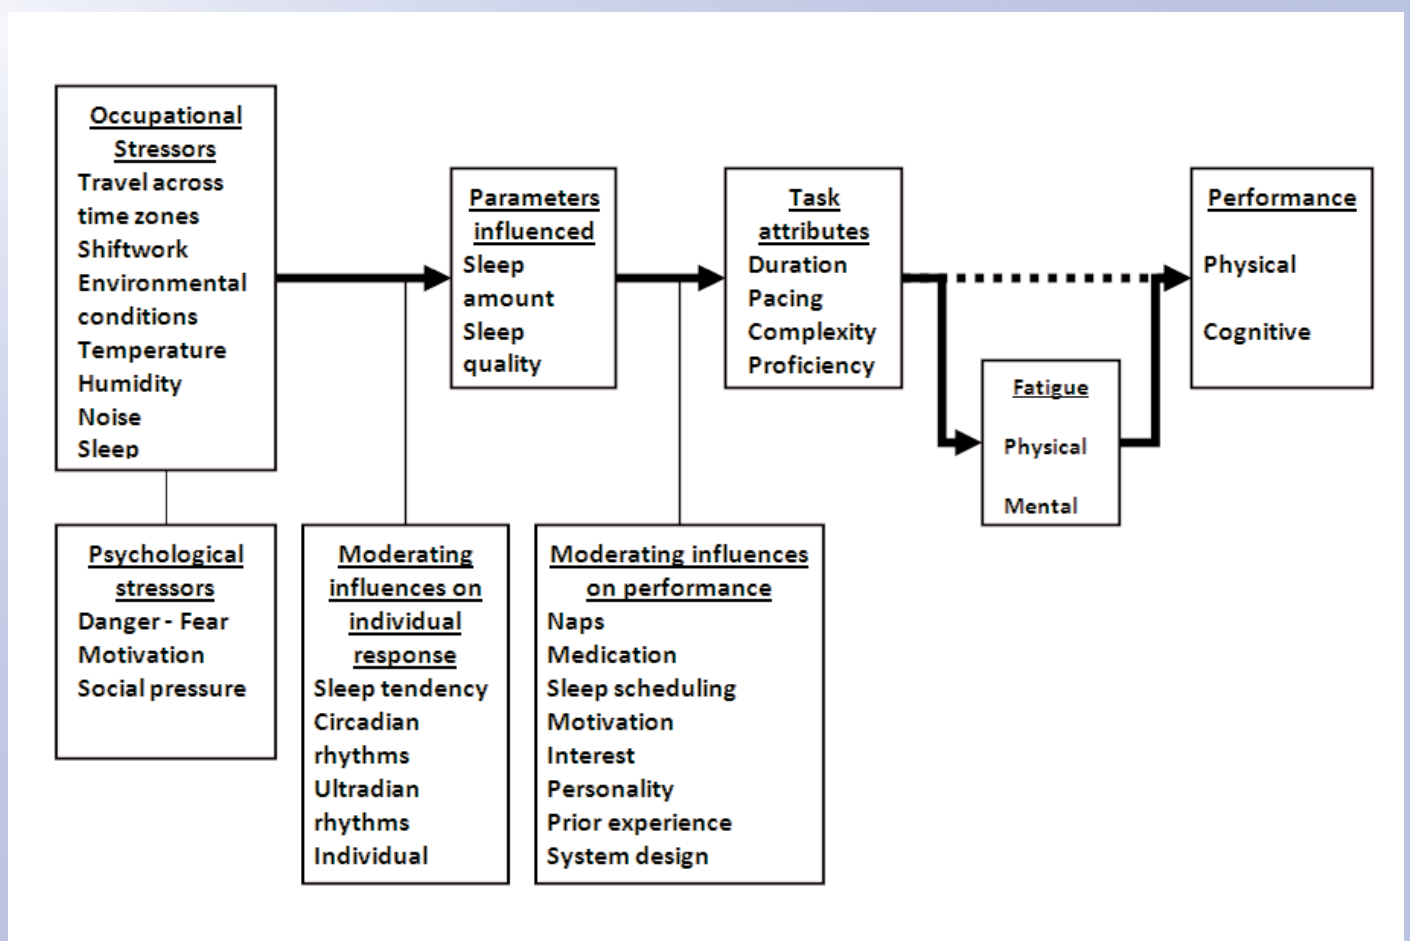 Occupational
Stressors
Travel across
time zones
Shiftwork
Environmental
conditions
Temperature
Humidity
Noise
Sleep
Psychological
stressors
Danger - Fear
Motivation
Social pressure
Moderating
influences on
individual
response
Sleep tendency
Circadian
rhythms
Ultradian
rhythms
Individual
Parameters
influenced
Sleep
amount
Sleep
quality
Moderating influences
on performance
Naps
Medication
Sleep scheduling
Motivation
Interest
Personality
Prior experience
System design
Task
attributes
Duration
Pacing
Complexity
Proficiency
Fatigue
Physical
Mental
Performance
Physical
Cognitive